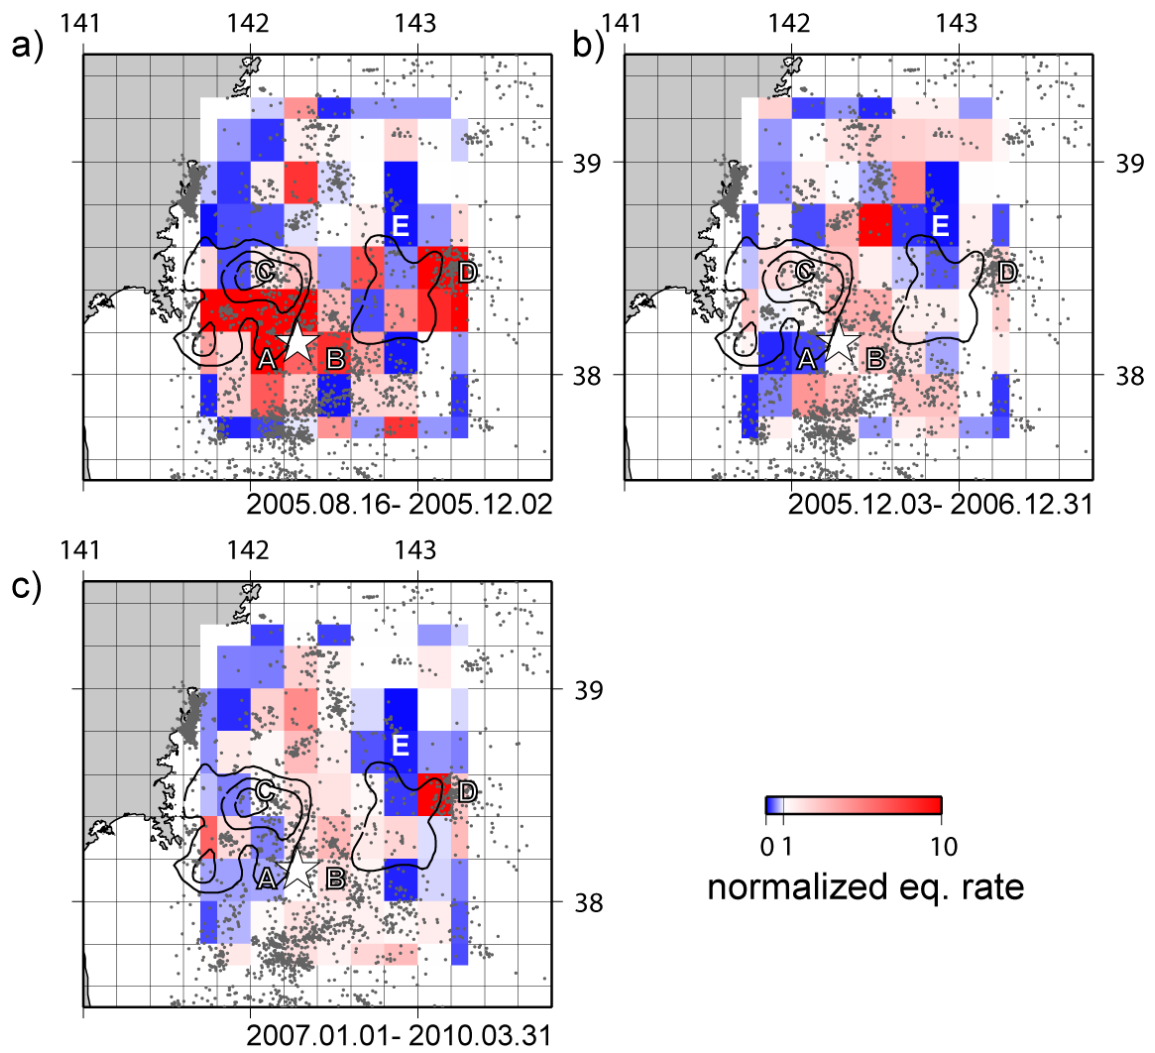 141 142 143
a)
39
38
E
C D
A B
2005.08.16- 2005.12.02
141 142 143
b)
39
38
E
C D
A B
2005.12.03- 2006.12.31
141 142 143
c)
39
38
E
C D
A B
2007.01.01- 2010.03.31
0 1 10
normalized eq. rate